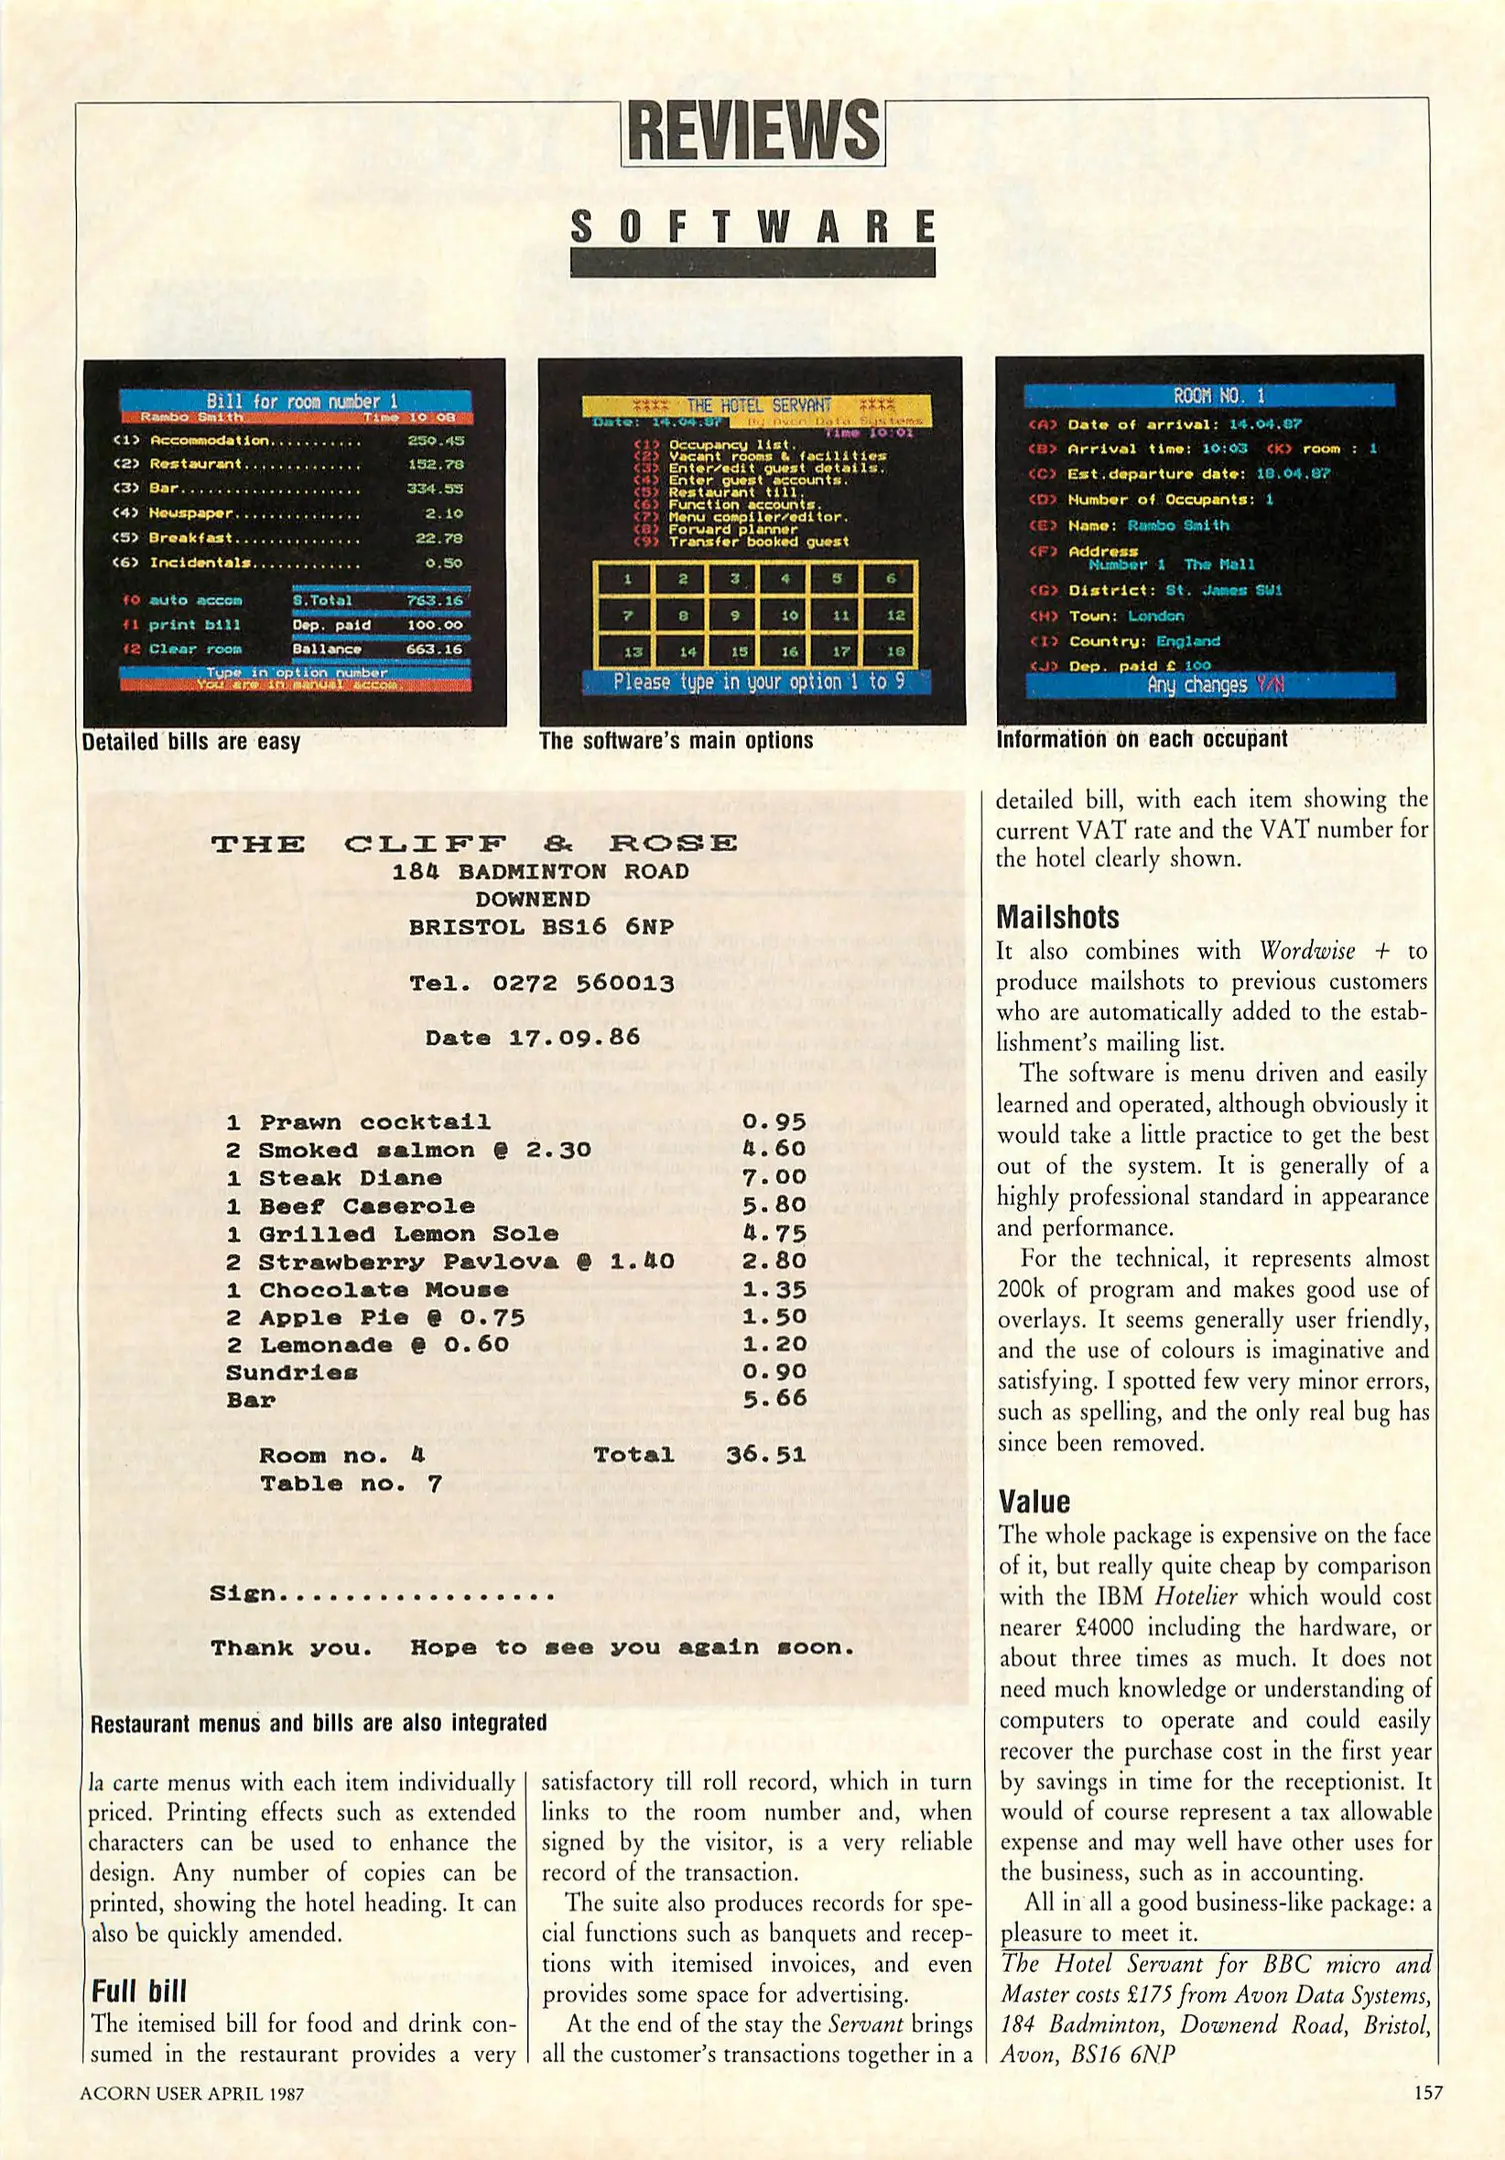 REVIEWS
SOFTWARE
Bill for room number 1
Rambo Smith Time 10 08
<1> Accommodation........... 250.45
<2> Restaurant.............. 152.78
<3> Bar..................... 334.55
<4> Newspaper............... 2.10
<5> Breakfast............... 22.78
<6> Incidentals............. 0.50
f0 auto accom S.Total 763.16
f1 print bill Dep. paid 100.00
f2 Clear room Ballance 663.16
Type in option number
You are in manual accom.
Detailed bills are easy
**** THE HOTEL SERVANT ****
Date: 14.04.87 By Avon Data Systems
Time 10:01
<1> Occupancy list.
<2> Vacant rooms & facilities
<3> Enter/edit guest details.
<4> Enter guest accounts.
<5> Restaurant till.
<6> Function accounts.
<7> Menu compiler/editor.
<8> Forward planner
<9> Transfer booked guest
1 2 3 4 5 6
7 8 9 10 11 12
13 14 15 16 17 18
Please type in your option 1 to 9
The software's main options
ROOM NO. 1
<A> Date of arrival: 14.04.87
<B> Arrival time: 10:03 <K> room : 1
<C> Est.departure date: 18.04.87
<D> Number of Occupants: 1
<E> Name: Rambo Smith
<F> Address
Number 1 The Mall
<G> District: St. James SW1
<H> Town: London
<I> Country: England
<J> Dep. paid £ 100
Any changes Y/N
Information on each occupant
THE CLIFF & ROSE
184 BADMINTON ROAD
DOWNEND
BRISTOL BS16 6NP
Tel. 0272 560013
Date 17.09.86
1 Prawn cocktail 0.95
2 Smoked salmon @ 2.30 4.60
1 Steak Diane 7.00
1 Beef Caserole 5.80
1 Grilled Lemon Sole 4.75
2 Strawberry Pavlova @ 1.40 2.80
1 Chocolate Mouse 1.35
2 Apple Pie @ 0.75 1.50
2 Lemonade @ 0.60 1.20
Sundries 0.90
Bar 5.66
Room no. 4 Total 36.51
Table no. 7
Sign.................
Thank you. Hope to see you again soon.
Restaurant menus and bills are also integrated
la carte menus with each item individually
priced. Printing effects such as extended
characters can be used to enhance the
design. Any number of copies can be
printed, showing the hotel heading. It can
also be quickly amended.
Full bill
The itemised bill for food and drink con-
sumed in the restaurant provides a very
satisfactory till roll record, which in turn
links to the room number and, when
signed by the visitor, is a very reliable
record of the transaction.
The suite also produces records for spe-
cial functions such as banquets and recep-
tions with itemised invoices, and even
provides some space for advertising.
At the end of the stay the Servant brings
all the customer's transactions together in a
detailed bill, with each item showing the
current VAT rate and the VAT number for
the hotel clearly shown.
Mailshots
It also combines with Wordwise + to
produce mailshots to previous customers
who are automatically added to the estab-
lishment's mailing list.
The software is menu driven and easily
learned and operated, although obviously it
would take a little practice to get the best
out of the system. It is generally of a
highly professional standard in appearance
and performance.
For the technical, it represents almost
200k of program and makes good use of
overlays. It seems generally user friendly,
and the use of colours is imaginative and
satisfying. I spotted few very minor errors,
such as spelling, and the only real bug has
since been removed.
Value
The whole package is expensive on the face
of it, but really quite cheap by comparison
with the IBM Hotelier which would cost
nearer £4000 including the hardware, or
about three times as much. It does not
need much knowledge or understanding of
computers to operate and could easily
recover the purchase cost in the first year
by savings in time for the receptionist. It
would of course represent a tax allowable
expense and may well have other uses for
the business, such as in accounting.
All in all a good business-like package: a
pleasure to meet it.
The Hotel Servant for BBC micro and
Master costs £175 from Avon Data Systems,
184 Badminton, Downend Road, Bristol,
Avon, BS16 6NP
ACORN USER APRIL 1987
157